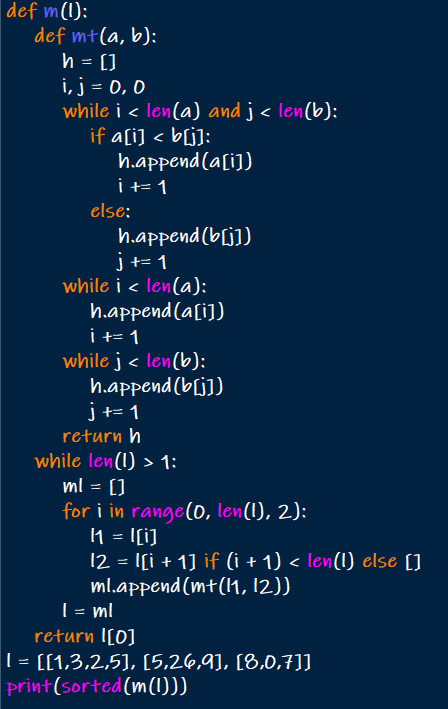 def m(l):
    def mt(a, b):
        h = []
        i, j = 0, 0
        while i < len(a) and j < len(b):
            if a[i] < b[j]:
                h.append(a[i])
                i += 1
            else:
                h.append(b[j])
                j += 1
        while i < len(a):
            h.append(a[i])
            i += 1
        while j < len(b):
            h.append(b[j])
            j += 1
        return h
    while len(l) > 1:
        ml = []
        for i in range(0, len(l), 2):
            l1 = l[i]
            l2 = l[i + 1] if (i + 1) < len(l) else []
            ml.append(mt(l1, l2))
        l = ml
    return l[0]
l = [[1,3,2,5], [5,26,9], [8,0,7]]
print(sorted(m(l)))